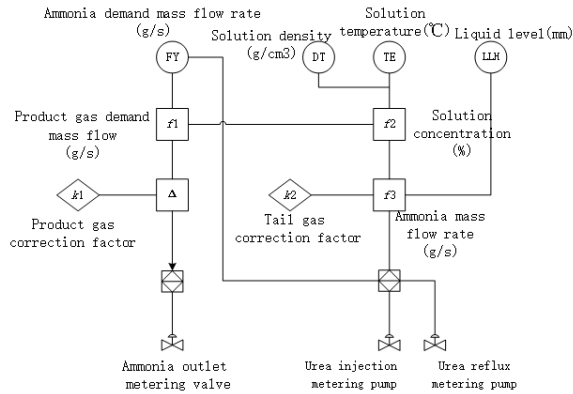 Ammonia demand mass flow rate
(g/s)
Solution density
(g/cm3)
Solution
temperature(℃)
Liquid level(mm)
FY
DT
TE
LLH
Product gas demand
mass flow
(g/s)
f1
f2
Solution
concentration
(%)
k1
Δ
k2
f3
Product gas
correction factor
Tail gas
correction factor
Ammonia mass
flow rate
(g/s)
Ammonia outlet
metering valve
Urea injection
metering pump
Urea reflux
metering pump